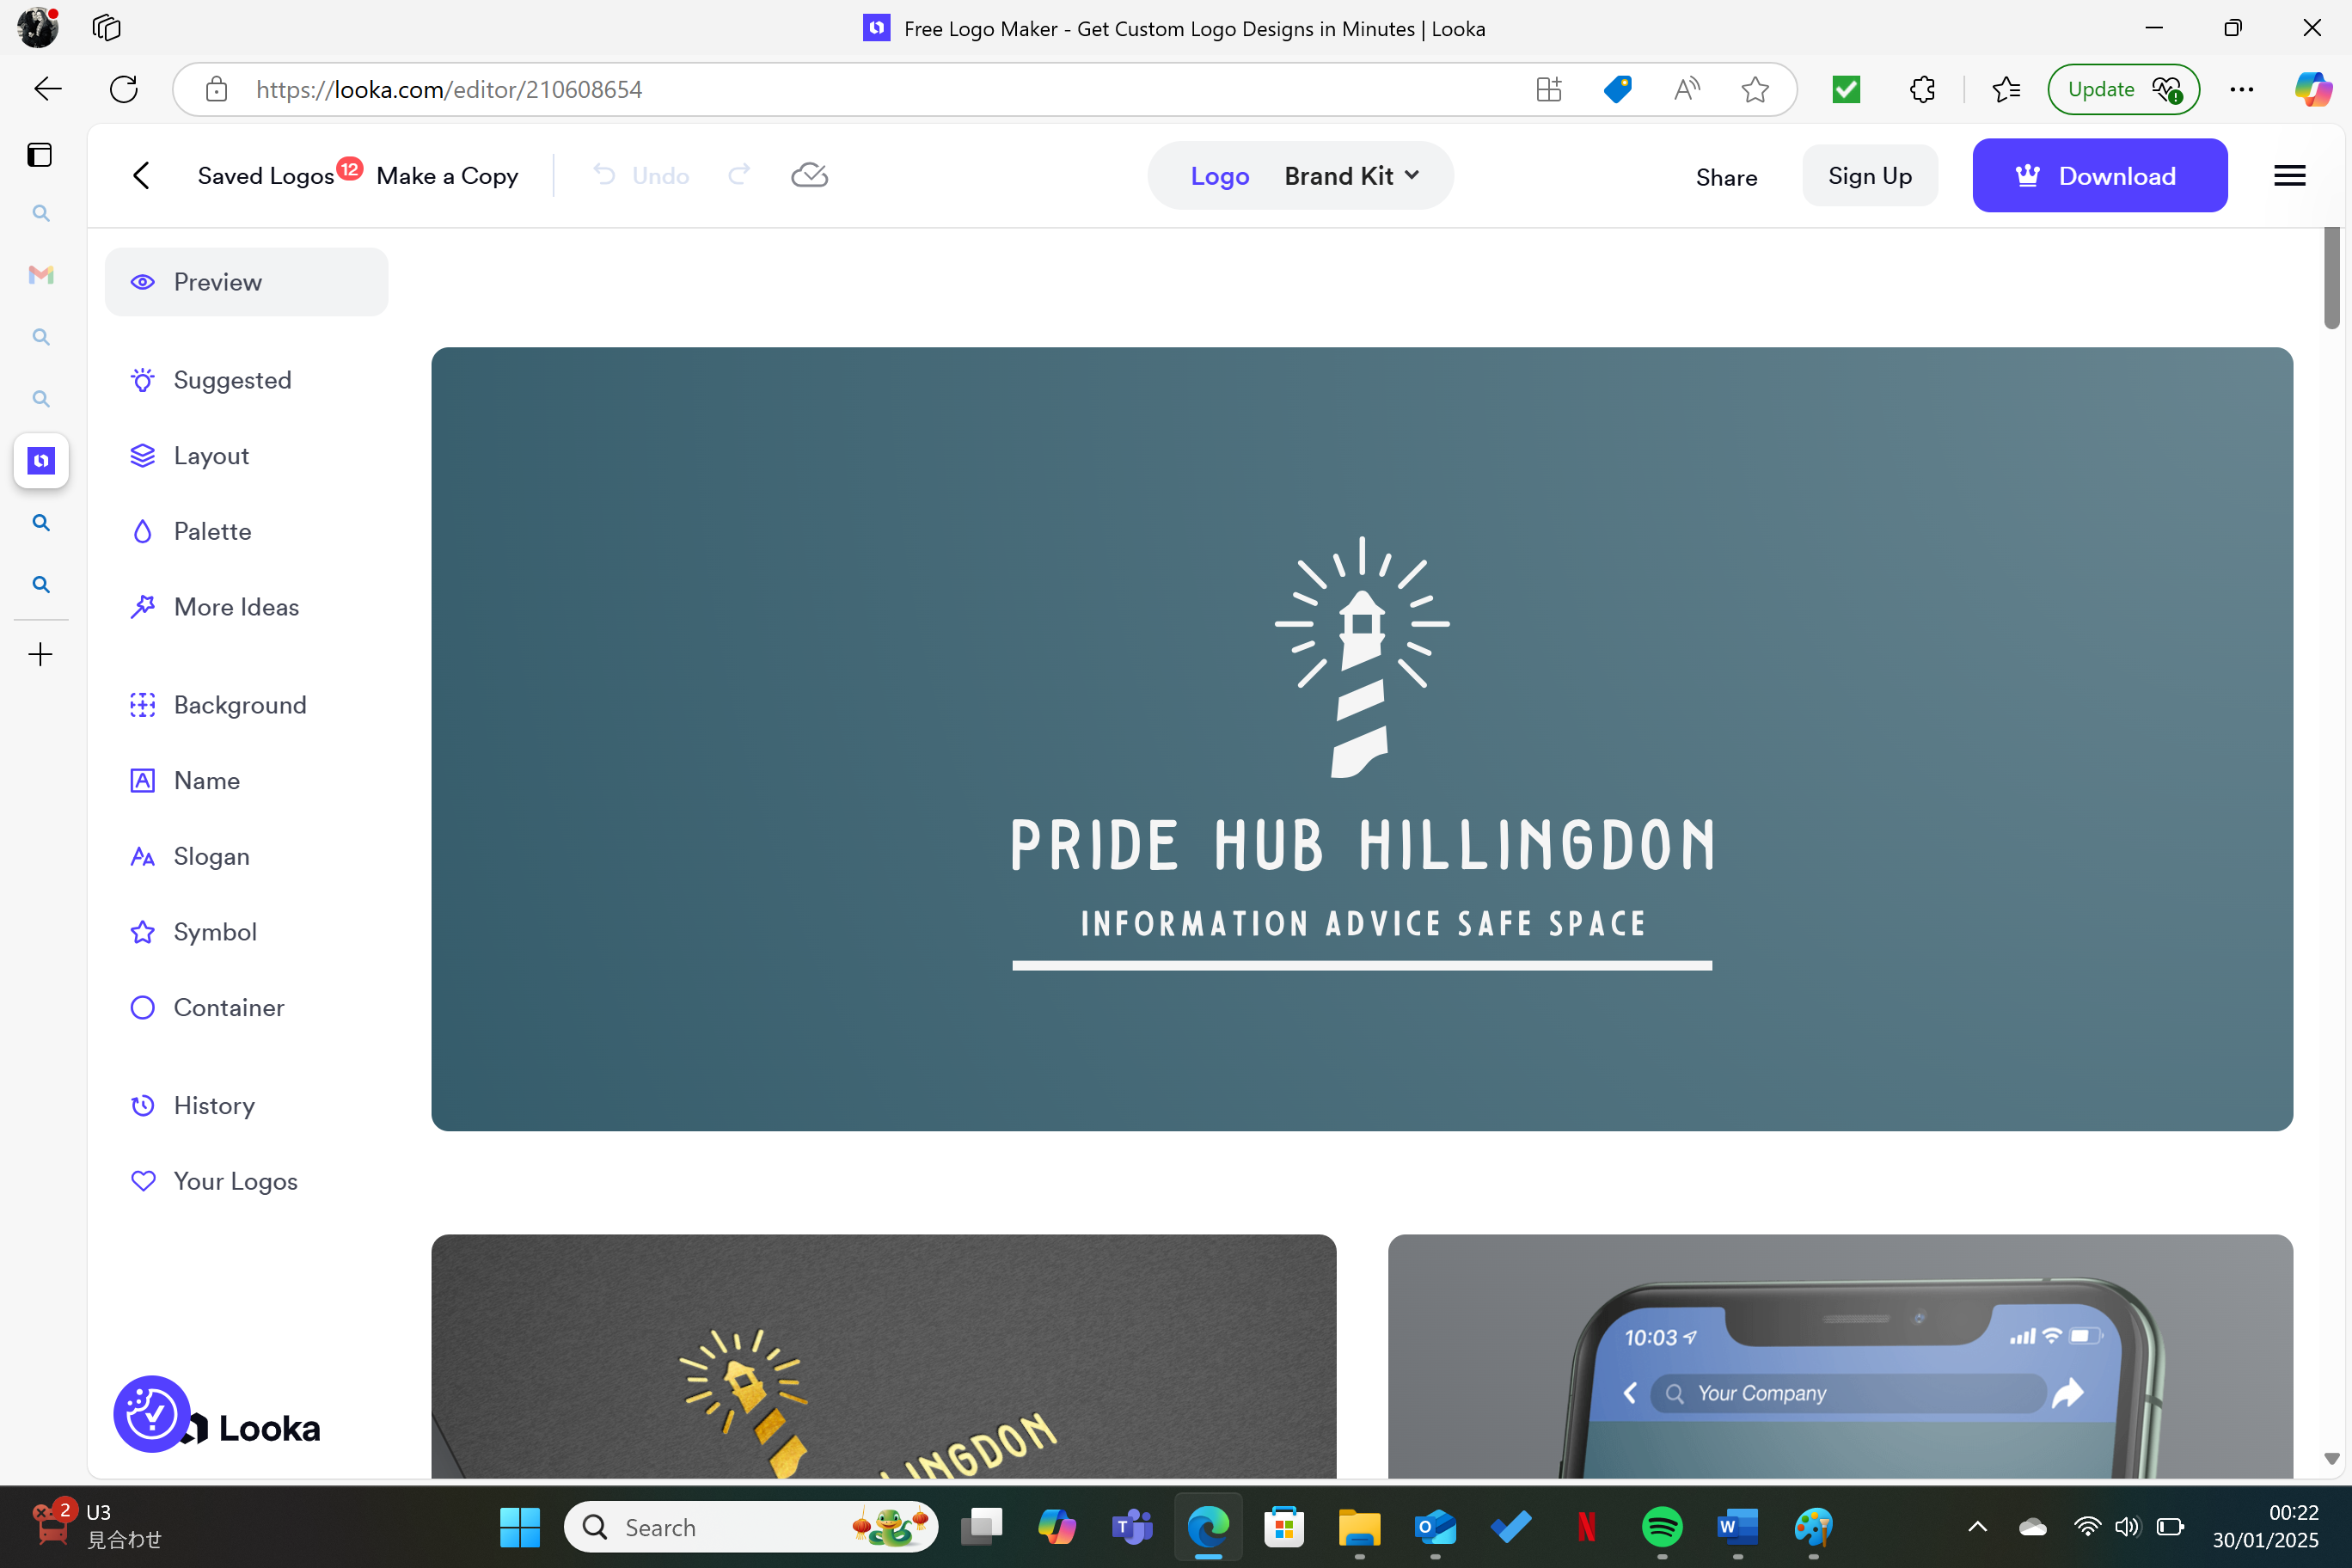 Free Logo Maker - Get Custom Logo Designs in Minutes | Looka
https://looka.com/editor/210608654
Update
Saved Logos 12 Make a Copy Undo
Logo Brand Kit
Share Sign Up Download
Preview
Suggested
Layout
Palette
More Ideas
Background
Name
Slogan
Symbol
Container
History
Your Logos
Looka
PRIDE HUB HILLINGDON
INFORMATION ADVICE SAFE SPACE
LINGDON
10:03
Your Company
2
U3
見合わせ
Search
00:22
30/01/2025